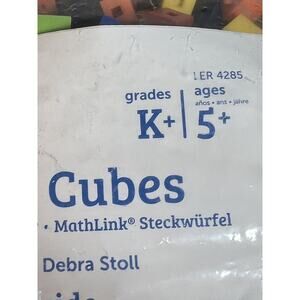 LER 4285
grades
ages
años • ans • jahre
K+
5+
Cubes
• MathLink® Steckwürfel
Debra Stoll